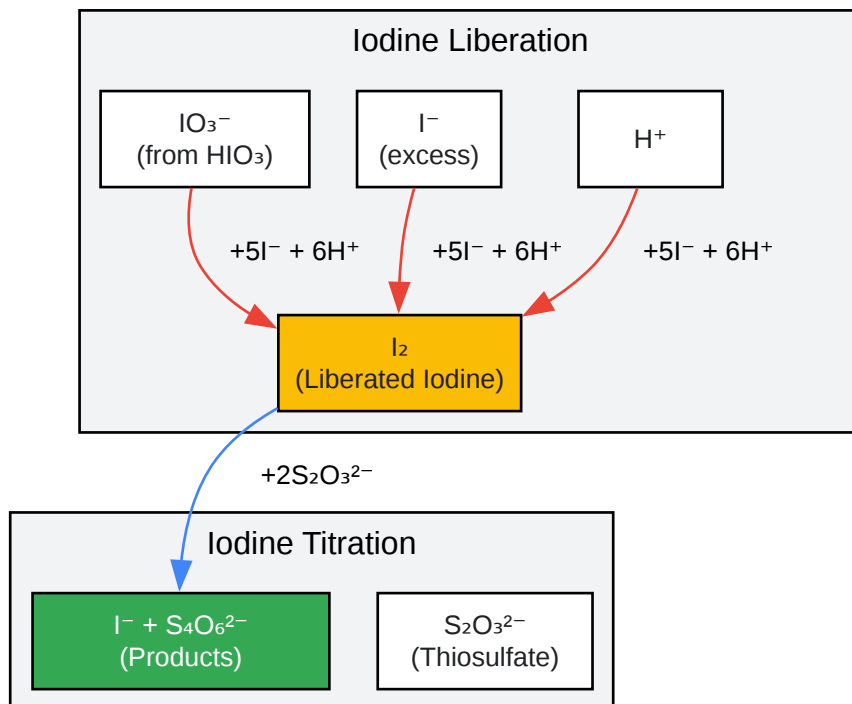 Iodine Liberation
IO₃⁻
(from HIO₃)
I⁻
(excess)
H⁺
+5I⁻ + 6H⁺
+5I⁻ + 6H⁺
+5I⁻ + 6H⁺
I₂
(Liberated Iodine)
+2S₂O₃²⁻
Iodine Titration
I⁻ + S₄O₆²⁻
(Products)
S₂O₃²⁻
(Thiosulfate)